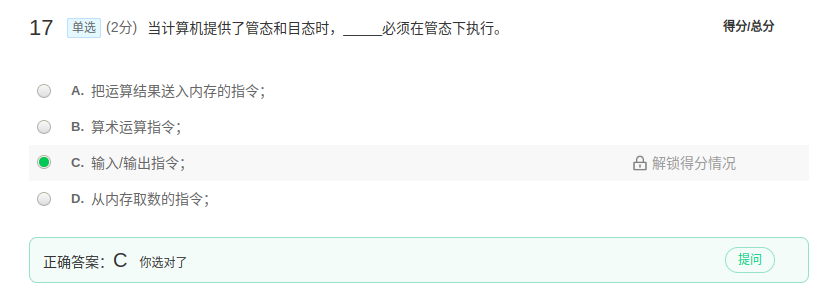 17 单选 (2分) 当计算机提供了管态和目态时，_____必须在管态下执行。 得分/总分
A. 把运算结果送入内存的指令；
B. 算术运算指令；
C. 输入/输出指令； 解锁得分情况
D. 从内存取数的指令；
正确答案：C 你选对了 提问